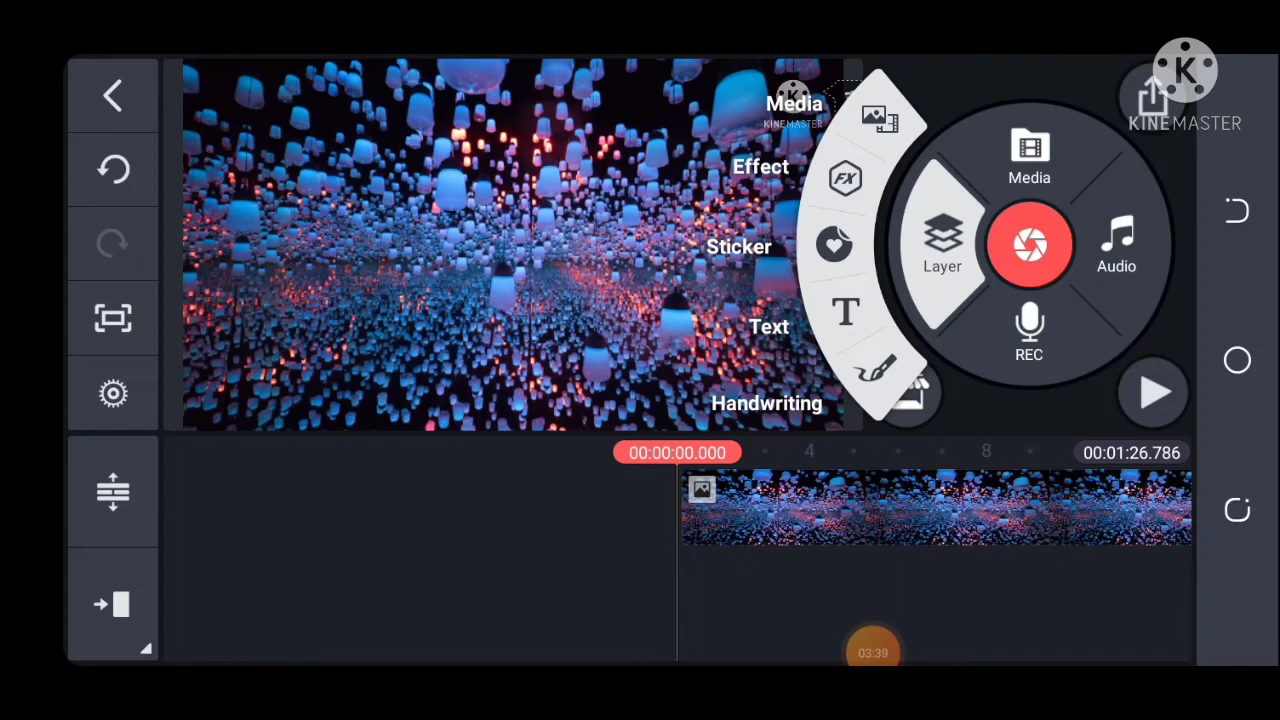 Media
KINEMASTER
Effect
Sticker
Text
Handwriting
FX
T
Media
Layer
Audio
REC
K
KINEMASTER
00:00:00.000
4
8
00:01:26.786
03:39